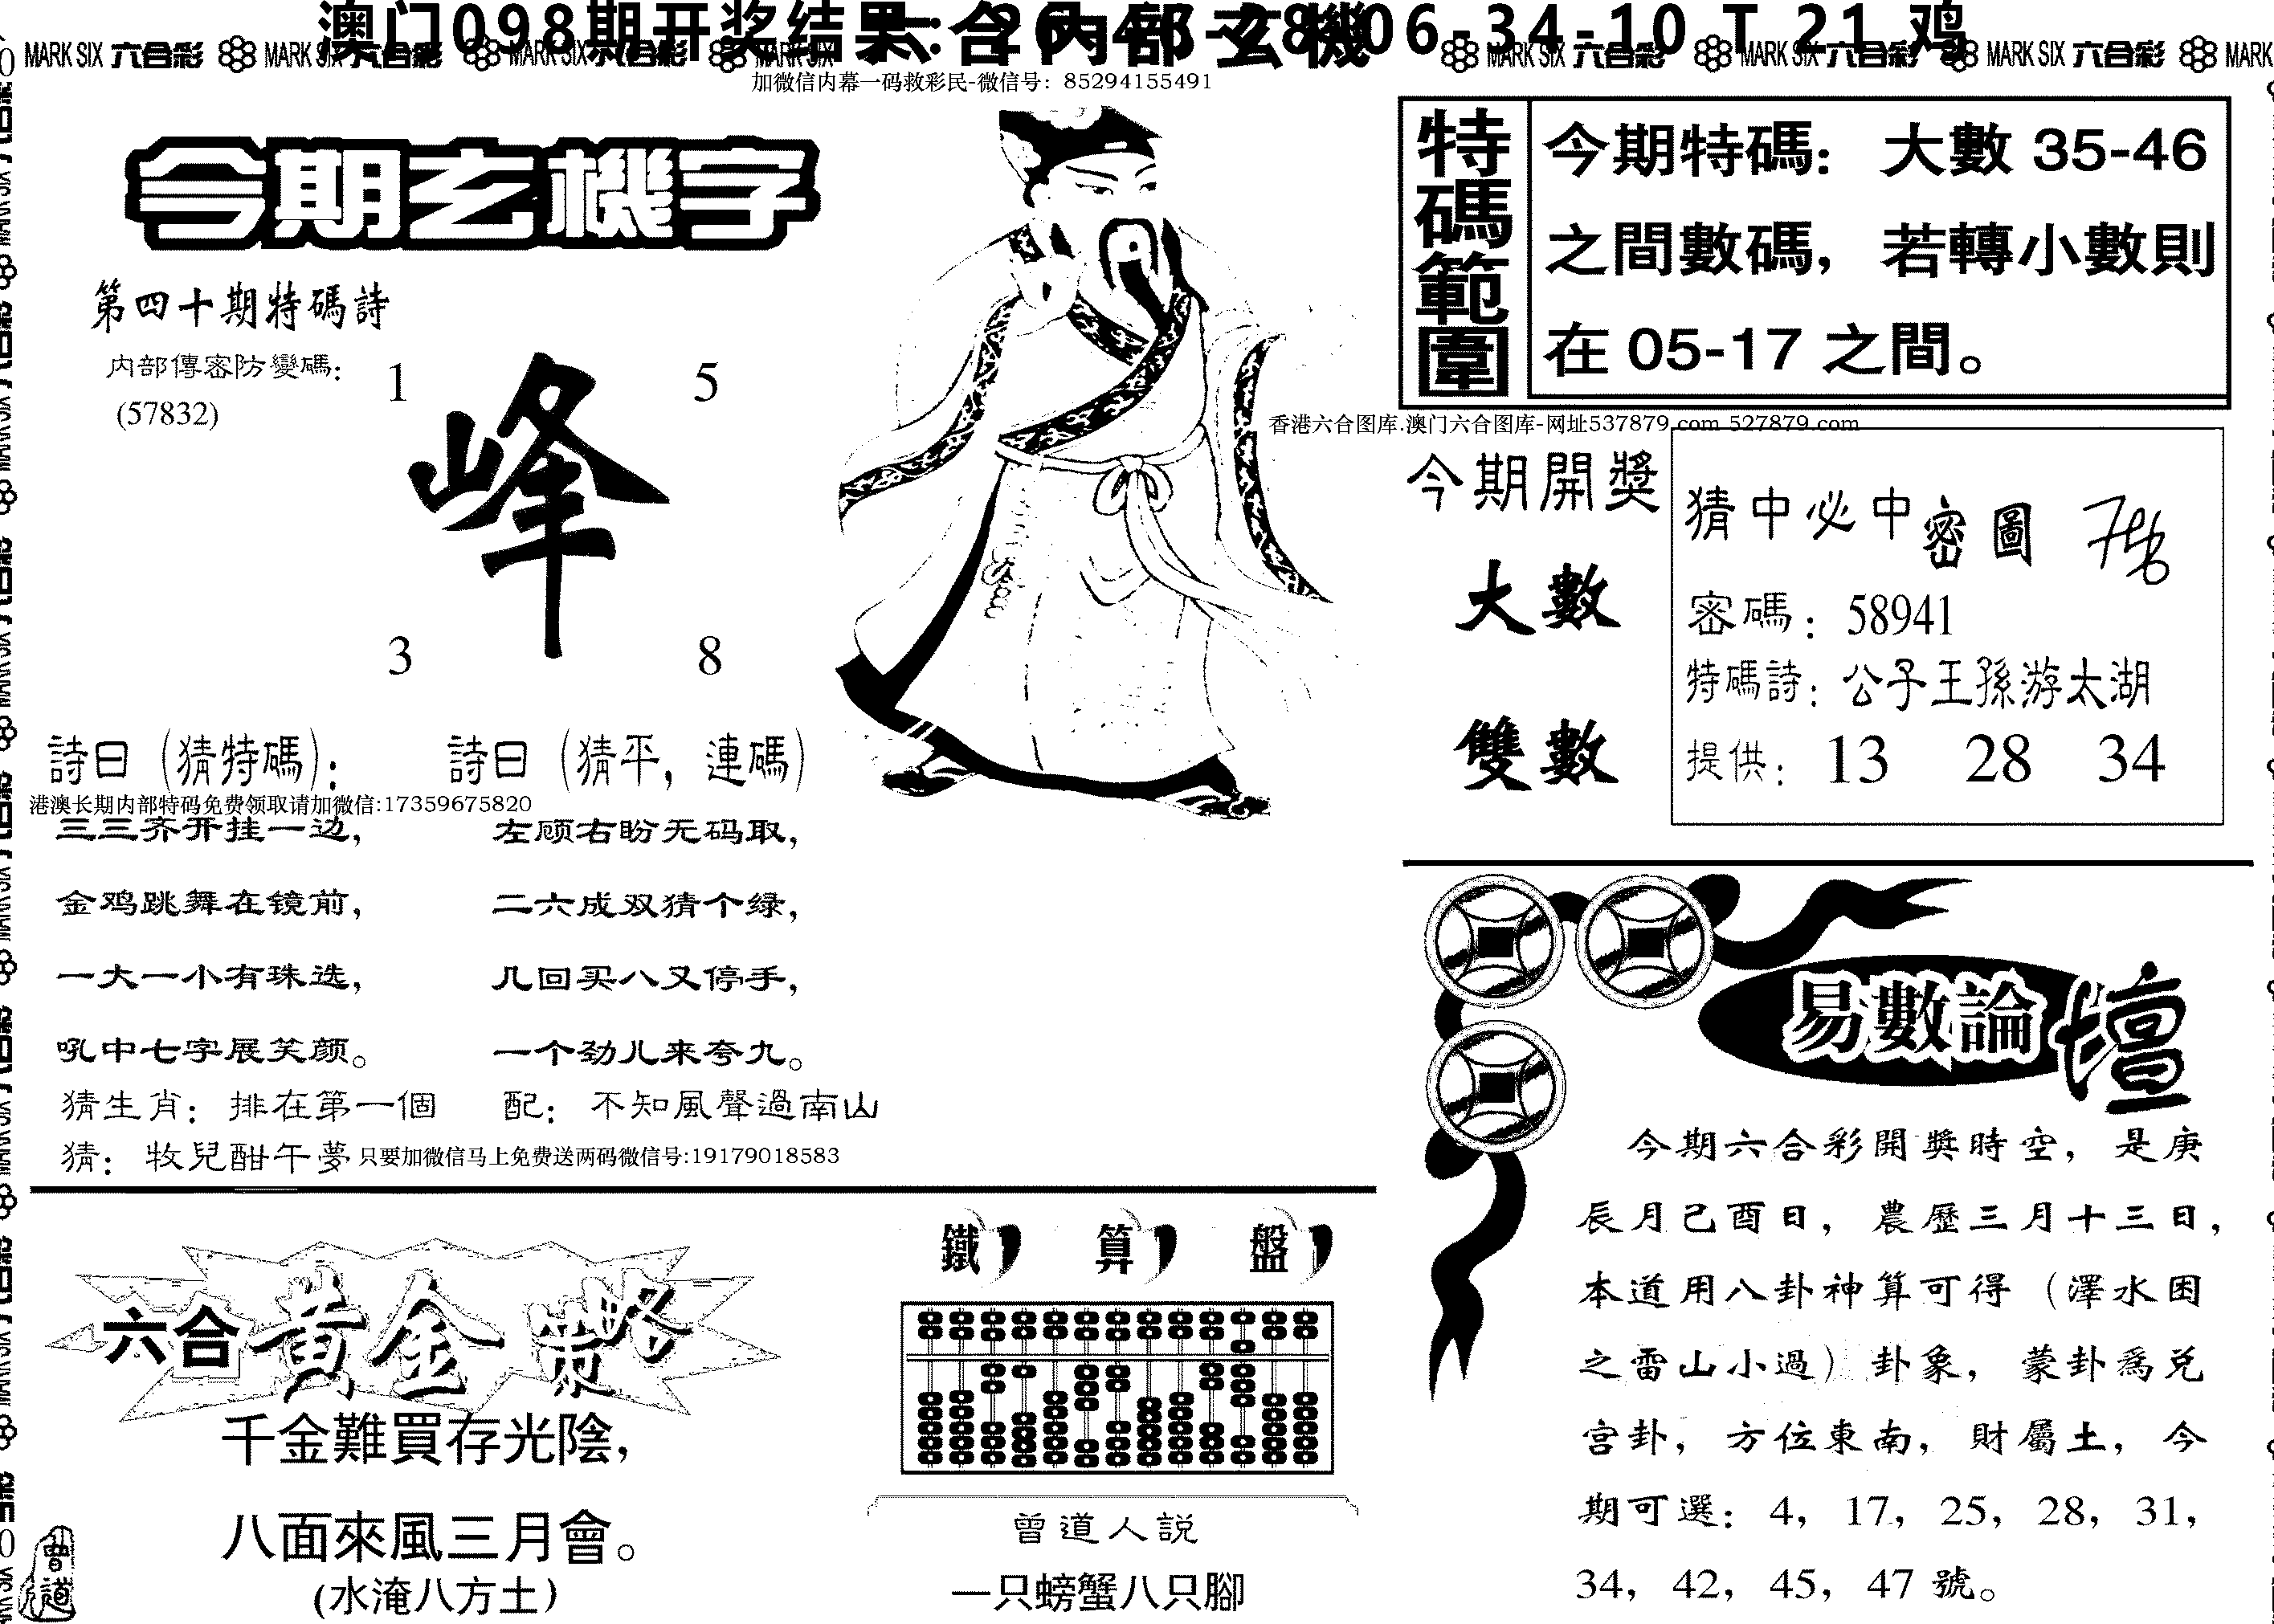 澳门098期开奖结果:26-45-28-06-34-10 T 21 鸡
六合内部玄機
MARK SIX 六合彩 MARK SIX 六合彩 MARK SIX 六合彩 MARK SIX
MARK SIX 六合彩 MARK SIX 六合彩 MARK SIX 六合彩 MARK
加微信内幕一码救彩民-微信号: 85294155491
今期玄機字
第四十期特碼詩
内部傳密防變碼:
(57832)
1
5
峰
3
8
詩曰(猜特碼):
港澳长期内部特码免费领取请加微信:17359675820
三三齐开挂一边,
金鸡跳舞在镜前,
一大一小有珠选,
吼中七字展笑颜。
詩曰(猜平, 連碼)
左顾右盼无码取,
二六成双猜个绿,
几回买八又停手,
一个劲儿来夸九。
猜生肖: 排在第一個
配: 不知風聲過南山
猜: 牧兒酣午夢
只要加微信马上免费送两码微信号:19179018583
特碼範圍
今期特碼: 大數 35-46
之間數碼, 若轉小數則
在 05-17 之間。
香港六合图库.澳门六合图库-网址537879.com 527879.com
今期開獎
大數
雙數
猜中必中密圖
密碼: 58941
特碼詩: 公子王孫游太湖
提供: 13 28 34
易數論壇
今期六合彩開獎時空, 是庚
辰月己酉日, 農歷三月十三日,
本道用八卦神算可得(澤水困
之雷山小過)卦象, 蒙卦爲兑
宫卦, 方位東南, 財屬土, 今
期可選: 4, 17, 25, 28, 31,
34, 42, 45, 47 號。
六合黄金策略
千金難買存光陰,
八面來風三月會。
(水淹八方土)
曾道
鐵算盤
曾道人説
一只螃蟹八只腳